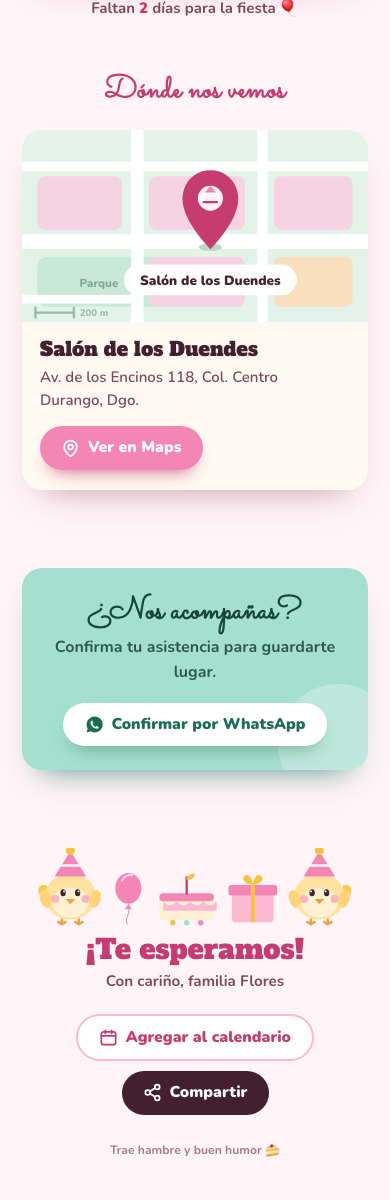 Faltan 2 días para la fiesta 🎈
Dónde nos vemos
Parque
Salón de los Duendes
200 m
Salón de los Duendes
Av. de los Encinos 118, Col. Centro
Durango, Dgo.
Ver en Maps
¿Nos acompañas?
Confirma tu asistencia para guardarte
lugar.
Confirmar por WhatsApp
¡Te esperamos!
Con cariño, familia Flores
Agregar al calendario
Compartir
Trae hambre y buen humor 🍰